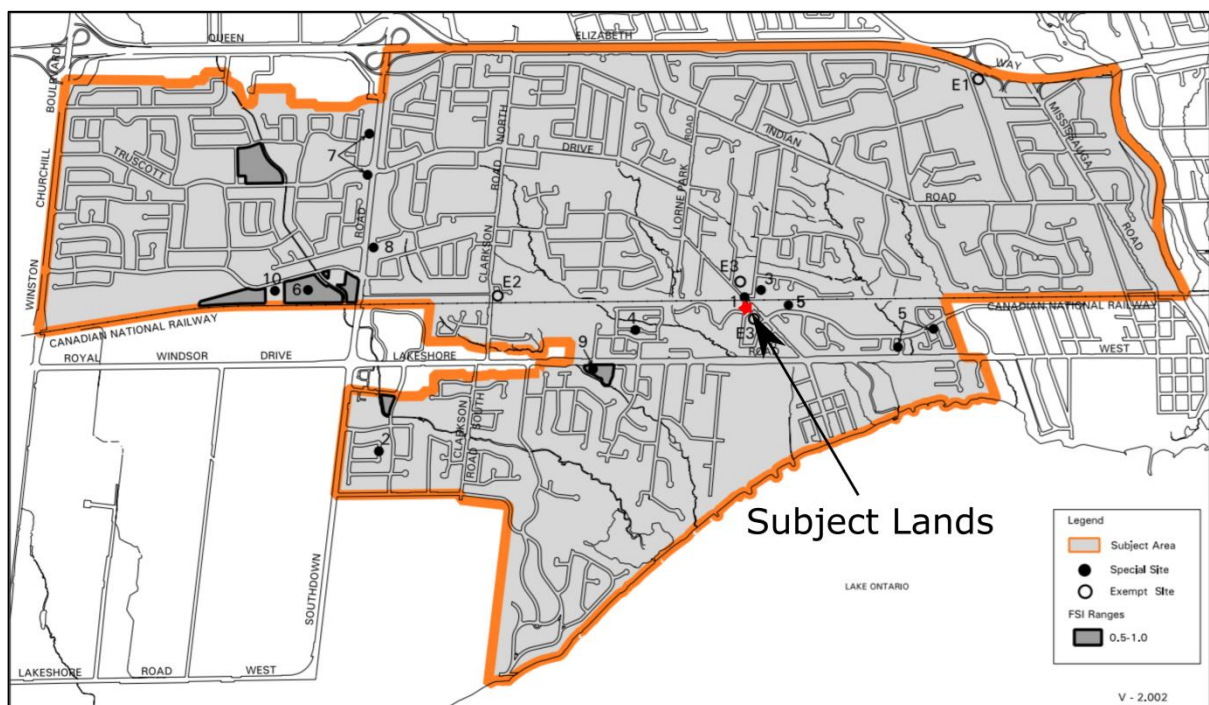 QUEEN
ELIZABETH
WAY
BOULEVARD
E1
MISSISSAUGA
ROAD
INDIAN
ROAD
7
TRUSCOTT
DRIVE
NORTH
ROAD
CLARKSON
LORNE PARK
ROAD
CHURCHILL
WINSTON
ROAD
8
10
6
E2
E3
3
1
5
CANADIAN NATIONAL RAILWAY
CANADIAN NATIONAL RAILWAY
E3
4
5
ROYAL
WINDSOR
DRIVE
LAKESHORE
9
ROAD
WEST
2
CLARKSON
ROAD SOUTH
Subject Lands
SOUTHDOWN
LAKE ONTARIO
LAKESHORE
ROAD
WEST
Legend
Subject Area
Special Site
Exempt Site
FSI Ranges
0.5-1.0
V - 2.002